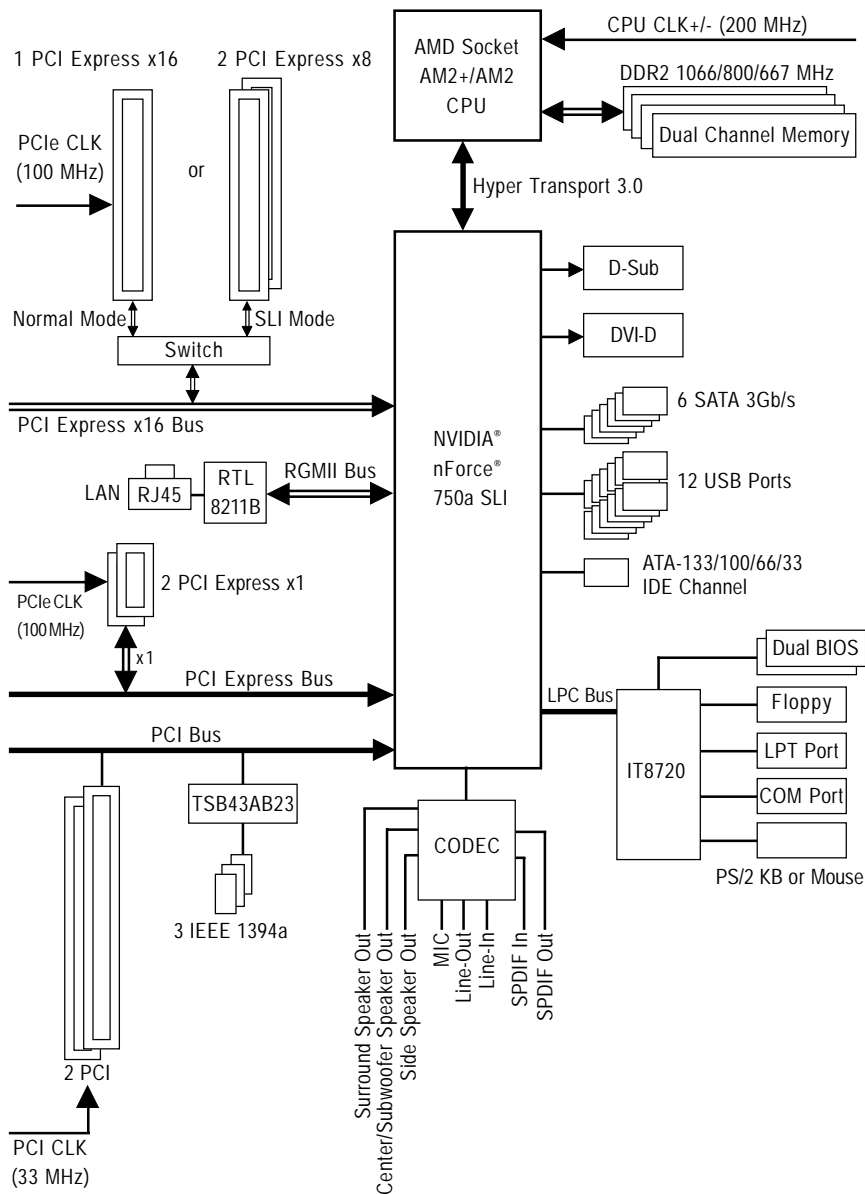 CPU CLK+/- (200 MHz)
AMD Socket
AM2+/AM2
CPU
DDR2 1066/800/667 MHz
Dual Channel Memory
Hyper Transport 3.0
1 PCI Express x16
2 PCI Express x8
PCIe CLK
(100 MHz)
or
Normal Mode
SLI Mode
Switch
PCI Express x16 Bus
D-Sub
DVI-D
6 SATA 3Gb/s
NVIDIA®
nForce®
750a SLI
12 USB Ports
LAN
RJ45
RTL
8211B
RGMII Bus
ATA-133/100/66/33
IDE Channel
2 PCI Express x1
PCIe CLK
(100 MHz)
x1
PCI Express Bus
LPC Bus
Dual BIOS
Floppy
PCI Bus
IT8720
LPT Port
COM Port
PS/2 KB or Mouse
TSB43AB23
3 IEEE 1394a
CODEC
Surround Speaker Out
Center/Subwoofer Speaker Out
Side Speaker Out
MIC
Line-Out
Line-In
SPDIF In
SPDIF Out
2 PCI
PCI CLK
(33 MHz)